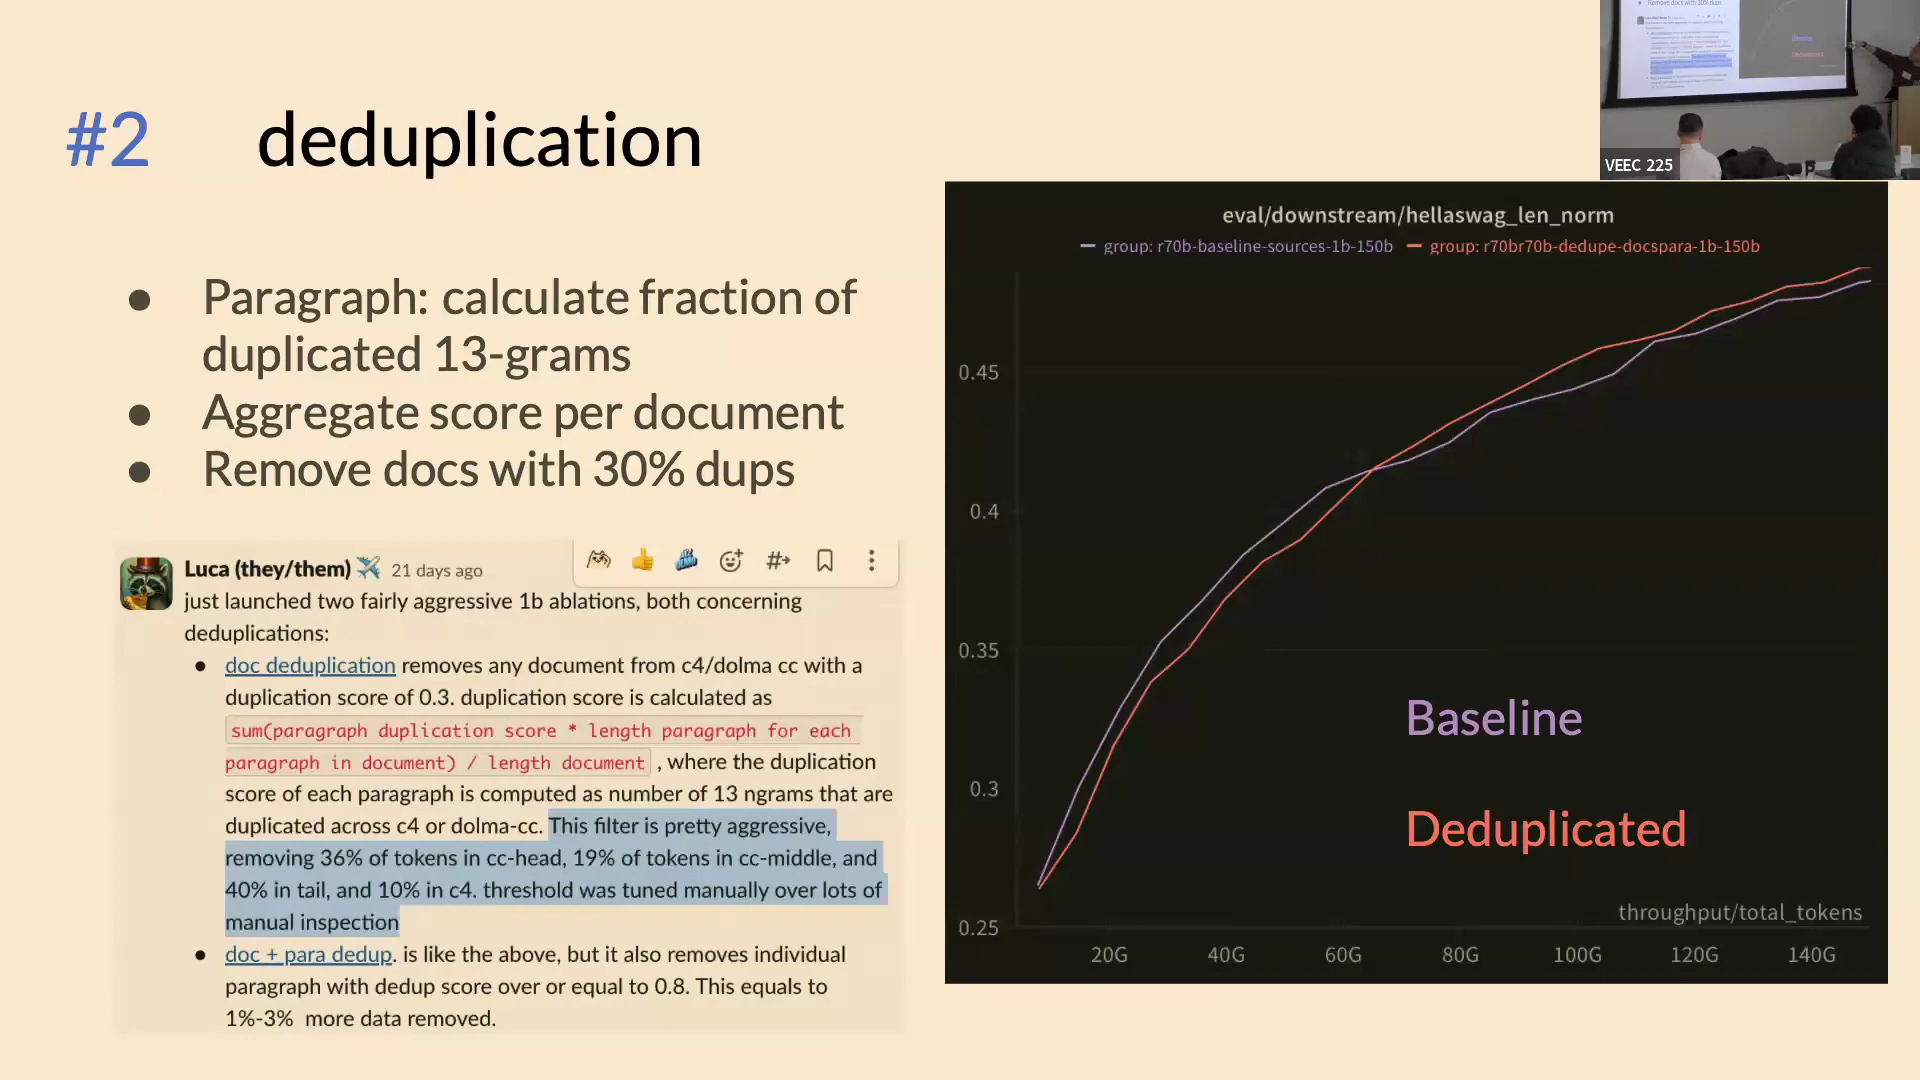 #2 deduplication
● Paragraph: calculate fraction of
duplicated 13-grams
● Aggregate score per document
● Remove docs with 30% dups
Luca (they/them) ✈️ 21 days ago
just launched two fairly aggressive 1b ablations, both concerning
deduplications:
● doc deduplication removes any document from c4/dolma cc with a
duplication score of 0.3. duplication score is calculated as
sum(paragraph duplication score * length paragraph for each
paragraph in document) / length document , where the duplication
score of each paragraph is computed as number of 13 ngrams that are
duplicated across c4 or dolma-cc. This filter is pretty aggressive,
removing 36% of tokens in cc-head, 19% of tokens in cc-middle, and
40% in tail, and 10% in c4. threshold was tuned manually over lots of
manual inspection
● doc + para dedup. is like the above, but it also removes individual
paragraph with dedup score over or equal to 0.8. This equals to
1%-3% more data removed.
eval/downstream/hellaswag_len_norm
group: r70b-baseline-sources-1b-150b group: r70br70b-dedupe-docspara-1b-150b
0.45
0.4
0.35
0.3
0.25
Baseline
Deduplicated
throughput/total_tokens
20G 40G 60G 80G 100G 120G 140G
Remove docs with 30% dups
VEEC 225